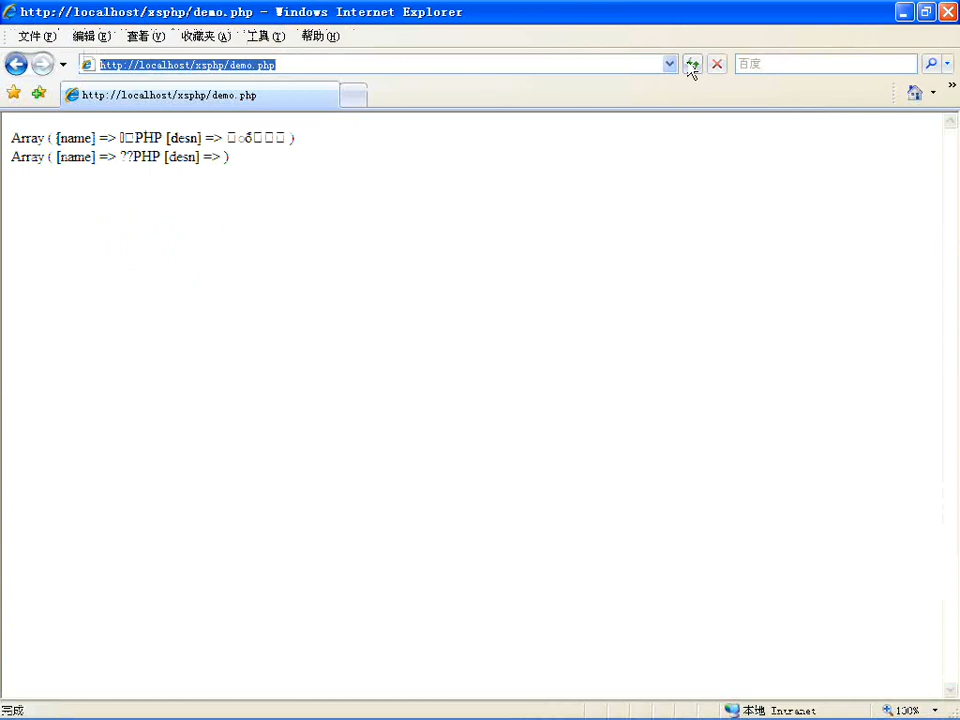 http://localhost/xsphp/demo.php - Windows Internet Explorer
文件(F) 编辑(E) 查看(V) 收藏夹(A) 工具(T) 帮助(H)
http://localhost/xsphp/demo.php 百度
http://localhost/xsphp/demo.php
Array ( [name] => PHP [desn] => )
Array ( [name] => ??PHP [desn] => )
完成 本地 Intranet 130%